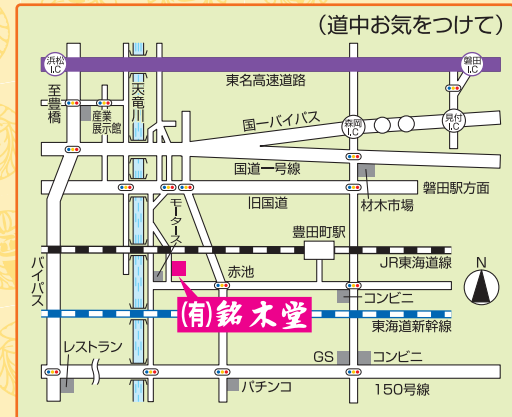 (道中お気をつけて)
浜松
I.C
磐田
I.C
東名高速道路
至豊橋
天竜川
産業
展示館
国一バイパス
森岡
I.C
見付
I.C
国道一号線
材木市場
磐田駅方面
旧国道
モータース
豊田町駅
バイパス
赤池
JR東海道線
N
(有)銘木堂
コンビニ
東海道新幹線
レストラン
GS
コンビニ
パチンコ
150号線